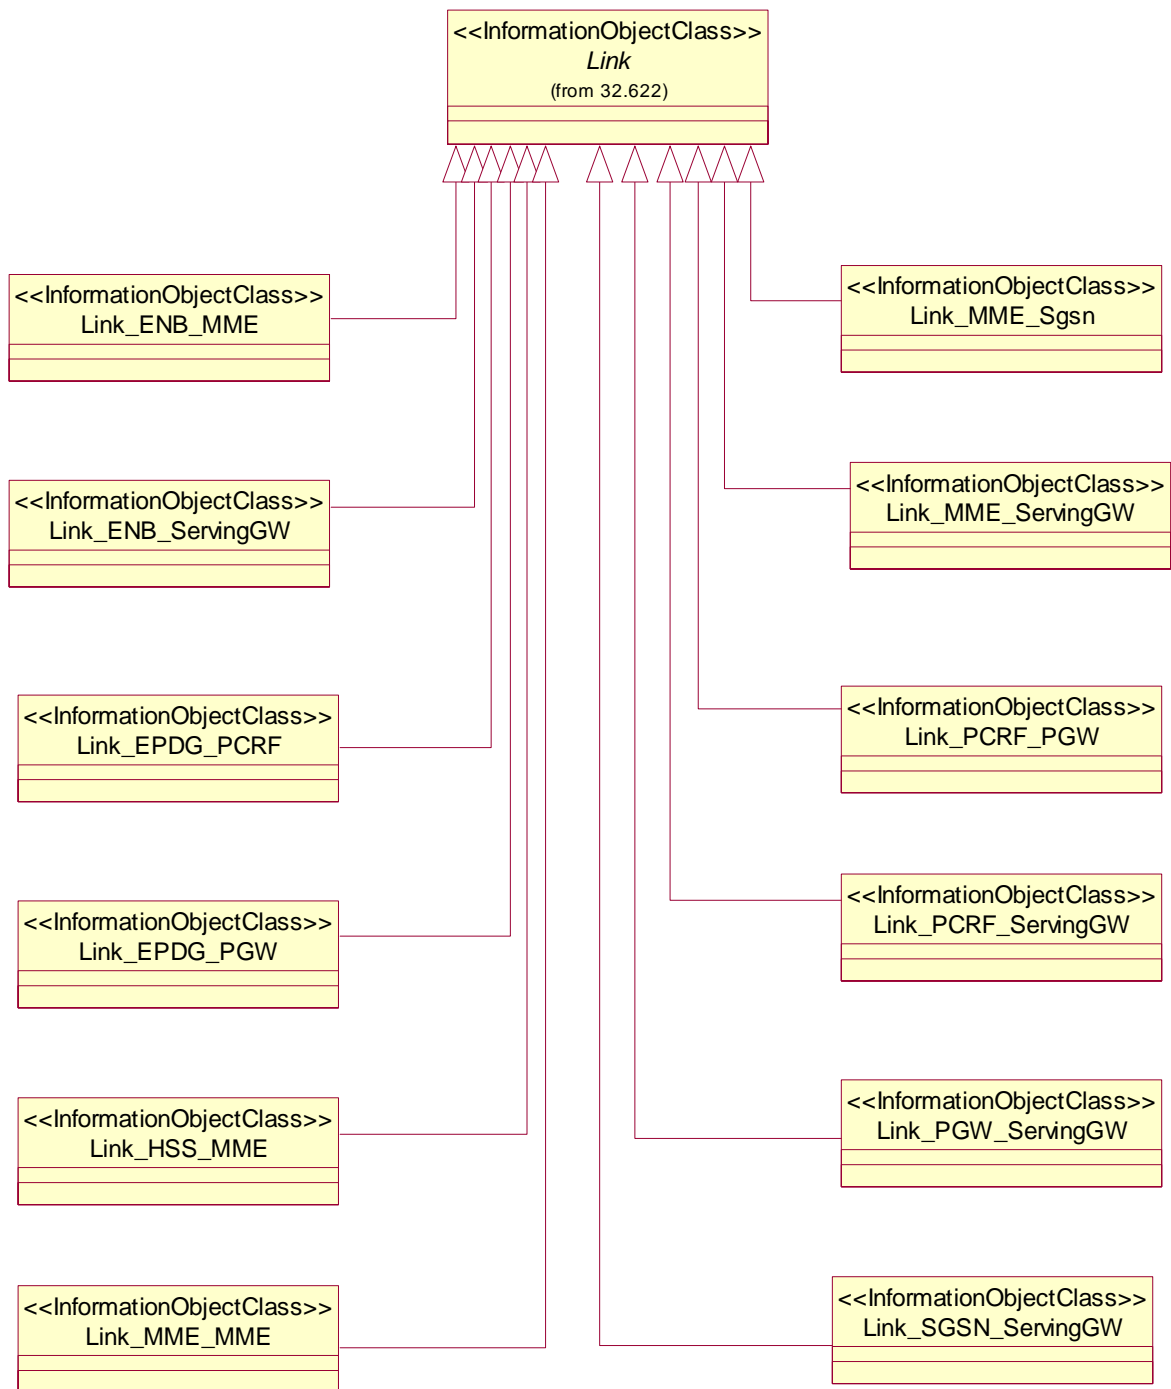 <<InformationObjectClass>>
Link
(from 32.622)
<<InformationObjectClass>>
Link_ENB_MME
<<InformationObjectClass>>
Link_MME_Sgsn
<<InformationObjectClass>>
Link_ENB_ServingGW
<<InformationObjectClass>>
Link_MME_ServingGW
<<InformationObjectClass>>
Link_EPDG_PCRF
<<InformationObjectClass>>
Link_PCRF_PGW
<<InformationObjectClass>>
Link_EPDG_PGW
<<InformationObjectClass>>
Link_PCRF_ServingGW
<<InformationObjectClass>>
Link_HSS_MME
<<InformationObjectClass>>
Link_PGW_ServingGW
<<InformationObjectClass>>
Link_MME_MME
<<InformationObjectClass>>
Link_SGSN_ServingGW